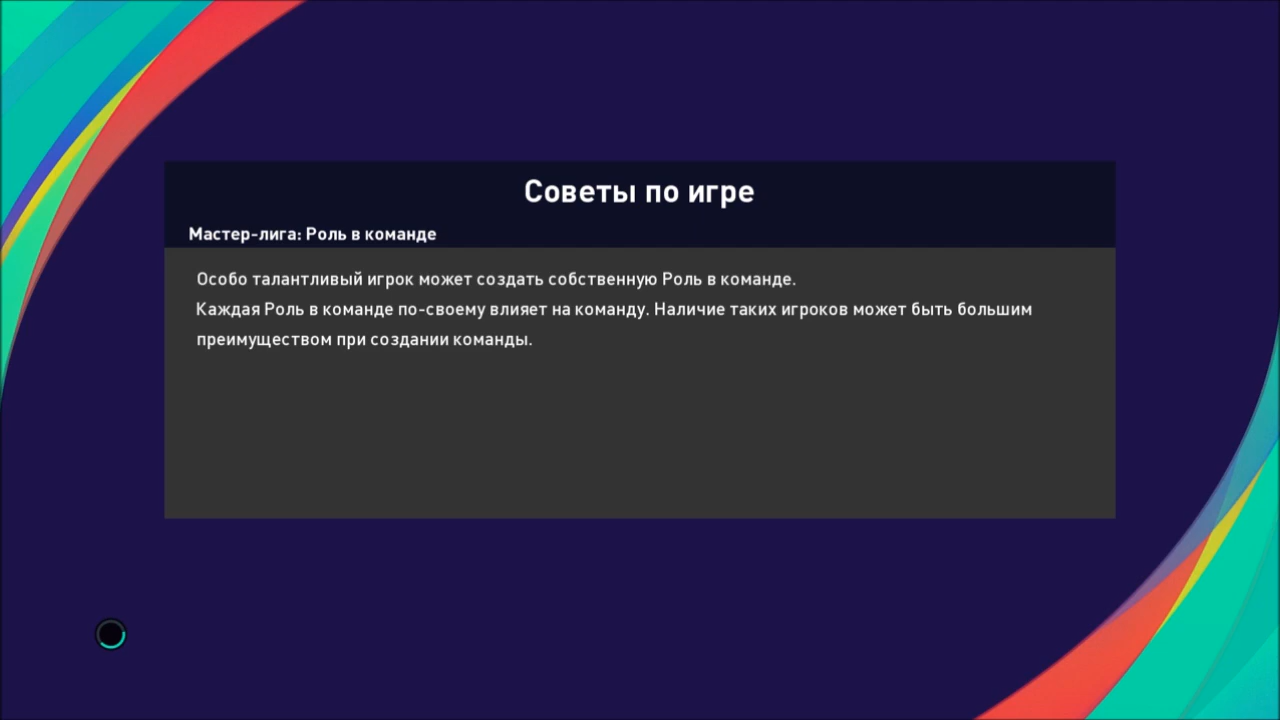 Советы по игре
Мастер-лига: Роль в команде
Особо талантливый игрок может создать собственную Роль в команде.
Каждая Роль в команде по-своему влияет на команду. Наличие таких игроков может быть большим
преимуществом при создании команды.